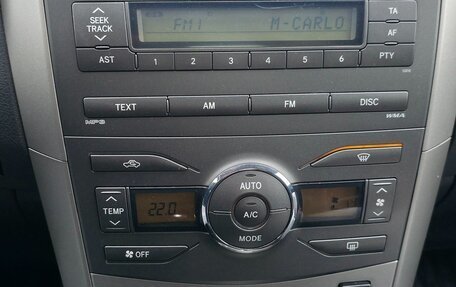 SEEK
TRACK
FM1 M-CARLO
TA
AF
AST 1 2 3 4 5 6 PTY
TEXT AM FM DISC
MP3 WMA
AUTO
TEMP 22.0 A/C
MODE
OFF